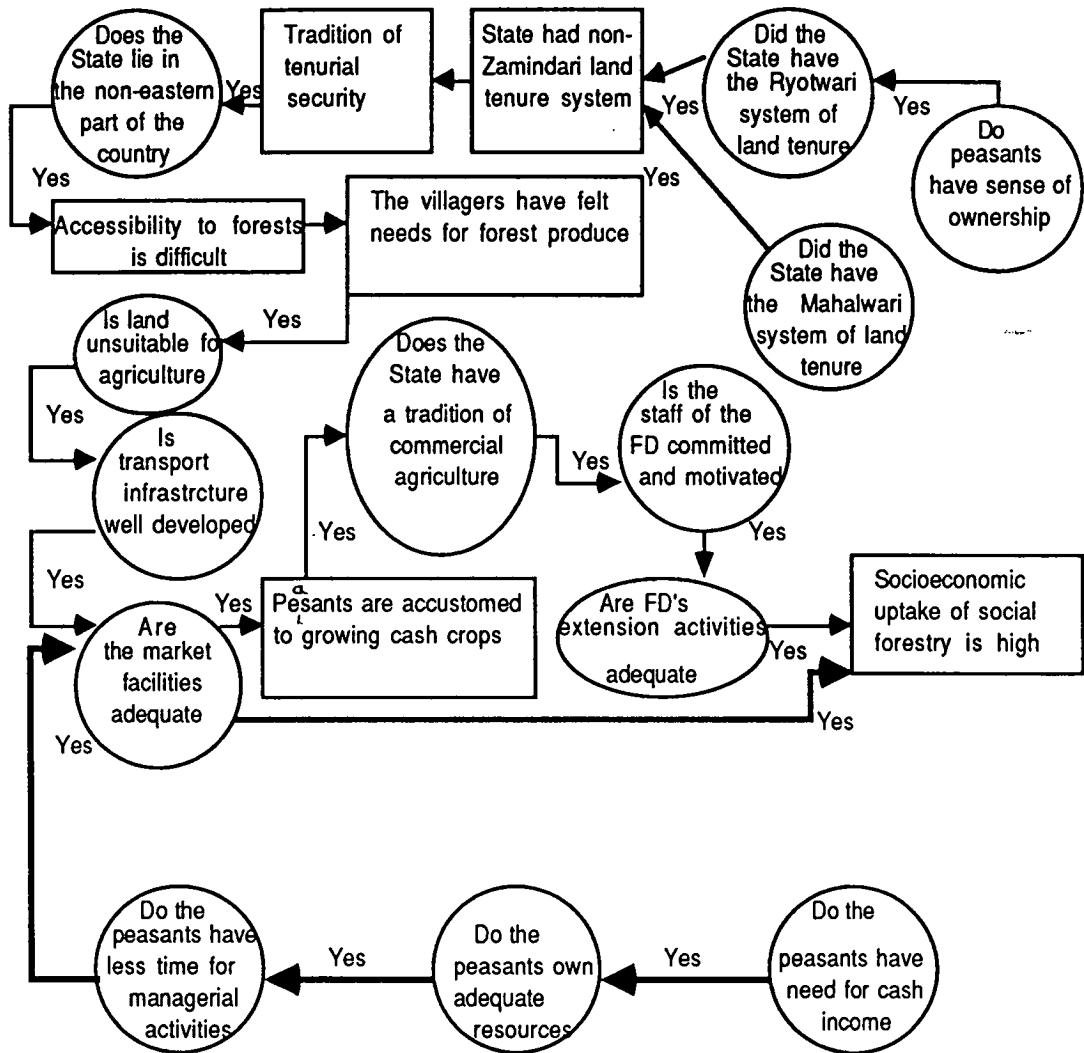 Does the
State lie in
the non-eastern
part of the
country
Yes
Tradition of
tenurial
security
State had non-
Zamindari land
tenure system
Yes
Did the
State have
the Ryotwari
system of
land tenure
Yes
Do
peasants
have sense of
ownership
Yes
Did the
State have
the Mahalwari
system of land
tenure
Yes
Accessibility to forests
is difficult
The villagers have felt
needs for forest produce
Yes
Is land
unsuitable fo
agriculture
Yes
Is
transport
infrastrcture
well developed
Yes
Are
the market
facilities
adequate
Yes
Yes
Pesants are accustomed
a
to growing cash crops
Yes
Does the
State have
a tradition of
commercial
agriculture
Yes
Is the
staff of the
FD committed
and motivated
Yes
Are FD's
extension activities
adequate
Yes
Socioeconomic
uptake of social
forestry is high
Yes
Do the
peasants have
less time for
managerial
activities
Yes
Do the
peasants own
adequate
resources
Yes
Do the
peasants have
need for cash
income